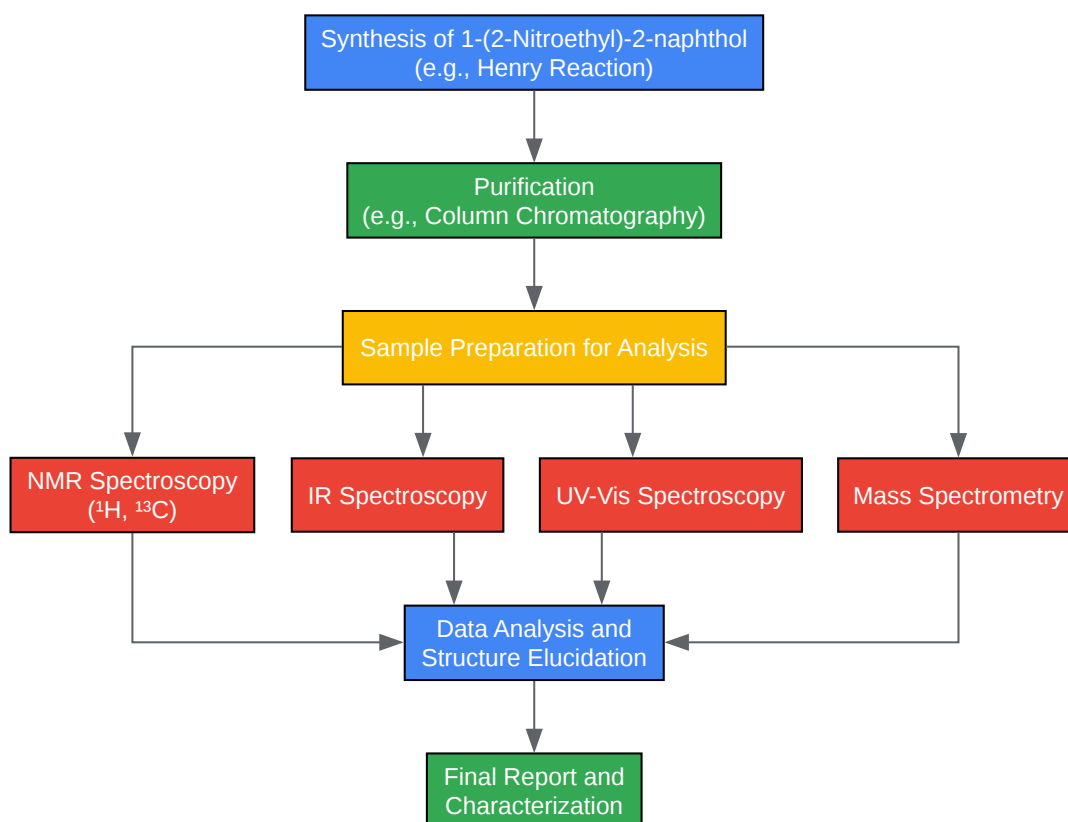 Synthesis of 1-(2-Nitroethyl)-2-naphthol
(e.g., Henry Reaction)
Purification
(e.g., Column Chromatography)
Sample Preparation for Analysis
NMR Spectroscopy
(¹H, ¹³C)
IR Spectroscopy
UV-Vis Spectroscopy
Mass Spectrometry
Data Analysis and
Structure Elucidation
Final Report and
Characterization